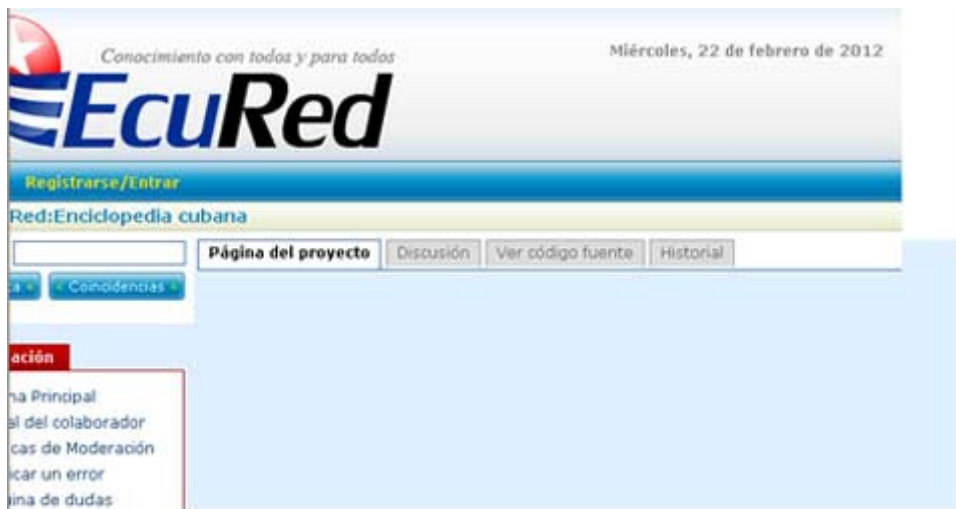 Conocimiento con todos y para todos
Miércoles, 22 de febrero de 2012
EcuRed
Registrarse/Entrar
Red:Enciclopedia cubana
Página del proyecto Discusión Ver código fuente Historial
Coincidencias
ación
na Principal
al del colaborador
cas de Moderación
icar un error
ina de dudas